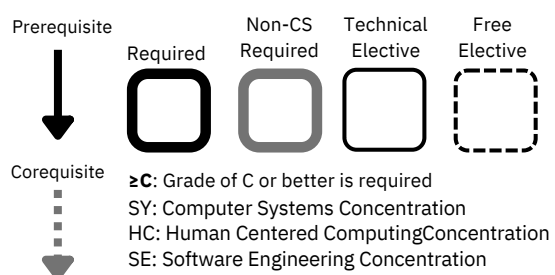 Prerequisite
Required
Non-CS
Required
Technical
Elective
Free
Elective
Corequisite
≥C: Grade of C or better is required
SY: Computer Systems Concentration
HC: Human Centered ComputingConcentration
SE: Software Engineering Concentration